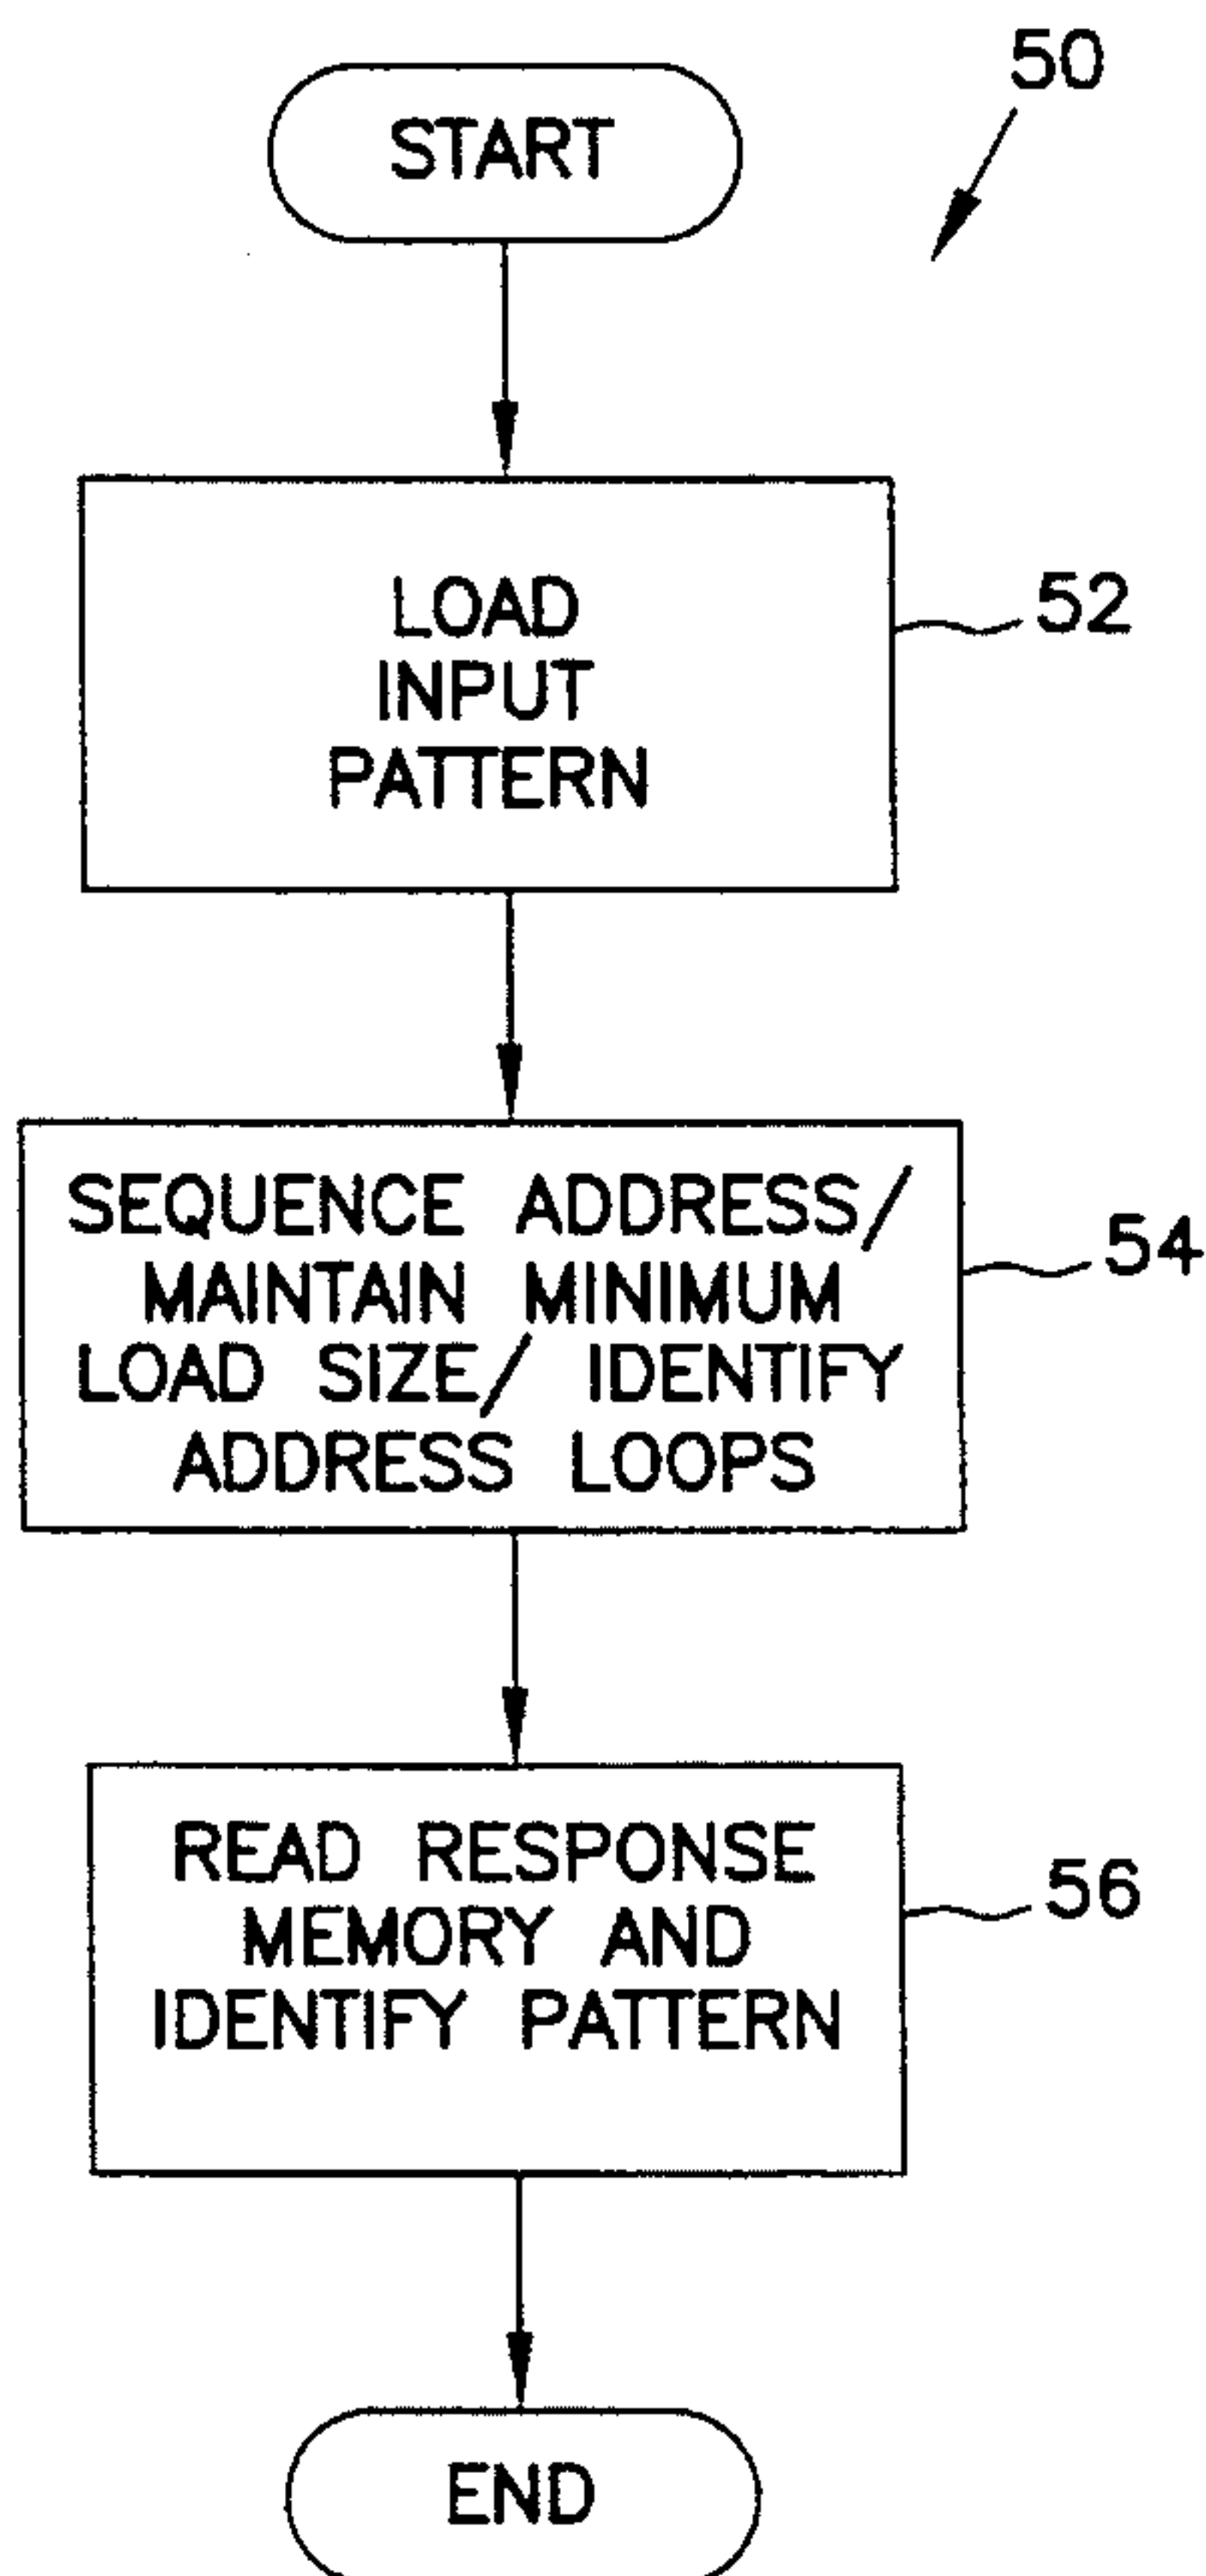 50
START
LOAD
INPUT
PATTERN
52
SEQUENCE ADDRESS/
MAINTAIN MINIMUM
LOAD SIZE/ IDENTIFY
ADDRESS LOOPS
54
READ RESPONSE
MEMORY AND
IDENTIFY PATTERN
56
END